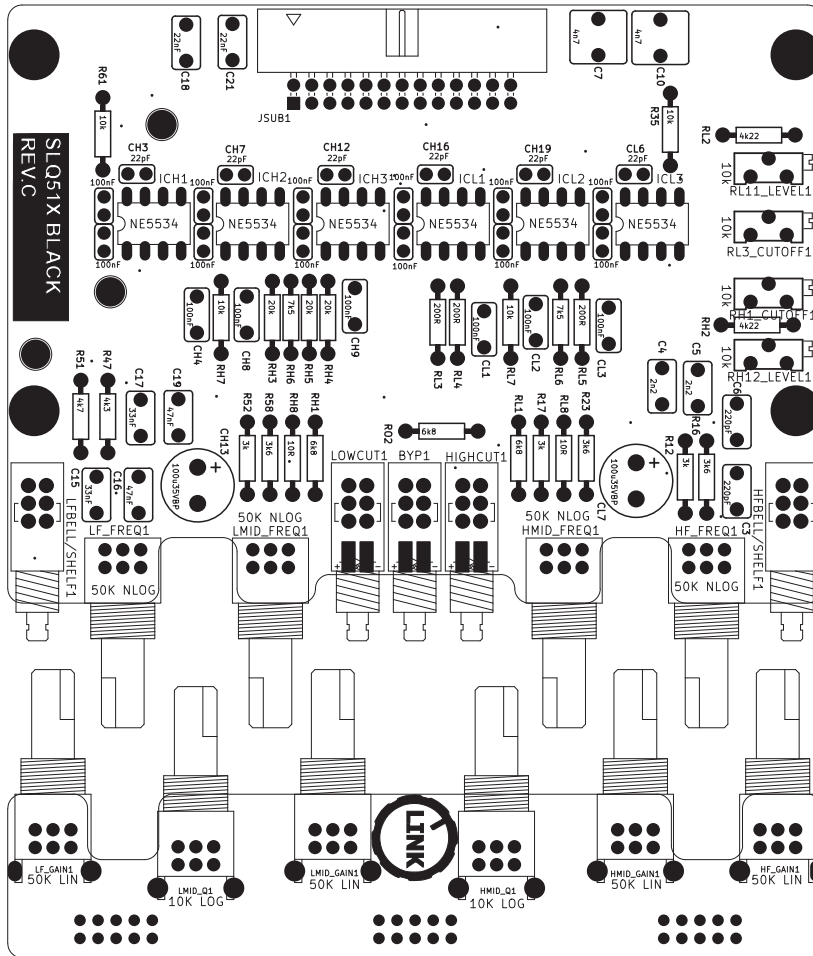 22nF
C18
22nF
C21
4n7
C7
4n7
C10
JSUB1
R61
10k
R35
10k
RL2
4k22
SLQ51X BLACK
REV.C
CH3
22pF
CH7
22pF
CH12
22pF
CH16
22pF
CH19
22pF
CL6
22pF
100nF
ICH1
100nF
ICH2
100nF
ICH3
100nF
ICL1
100nF
ICL2
100nF
ICL3
NE5534
NE5534
NE5534
NE5534
NE5534
NE5534
100nF
100nF
100nF
100nF
100nF
100nF
10k
RL11_LEVEL1
10k
RL3_CUTOFF1
10k
RH1_CUTOFF1
RH2
4k22
10k
RH12_LEVEL1
100nF
CH4
10k
RH7
100nF
CH8
20k
RH3
7k5
RH6
20k
RH5
20k
RH4
100nF
CH9
200R
RL3
200R
RL4
100nF
CL1
10k
RL7
100nF
CL2
7k5
RL6
200R
RL5
100nF
CL3
C4
2n2
C5
2n2
C6
220pF
R51
4k7
R47
4k3
C17
33nF
C19
47nF
CH13
100u35VBP
R52
3k
R58
3k6
RH8
10R
RH1
6k8
RO2
6k8
RL1
6k8
R17
3k
RL8
10R
R23
3k6
CL7
100u35VBP
R12
3k
R16
3k6
220pF
C3
C15
33nF
C16
47nF
LOWCUT1
BYP1
HIGHCUT1
LFBELL/SHELF1
LF_FREQ1
50K NLOG
50K NLOG
LMID_FREQ1
50K NLOG
HMID_FREQ1
HF_FREQ1
50K NLOG
HFBELL/SHELF1
+
-
+
-
+
-
LINK
LF_GAIN1
50K LIN
LMID_Q1
10K LOG
LMID_GAIN1
50K LIN
HMID_Q1
10K LOG
HMID_GAIN1
50K LIN
HF_GAIN1
50K LIN